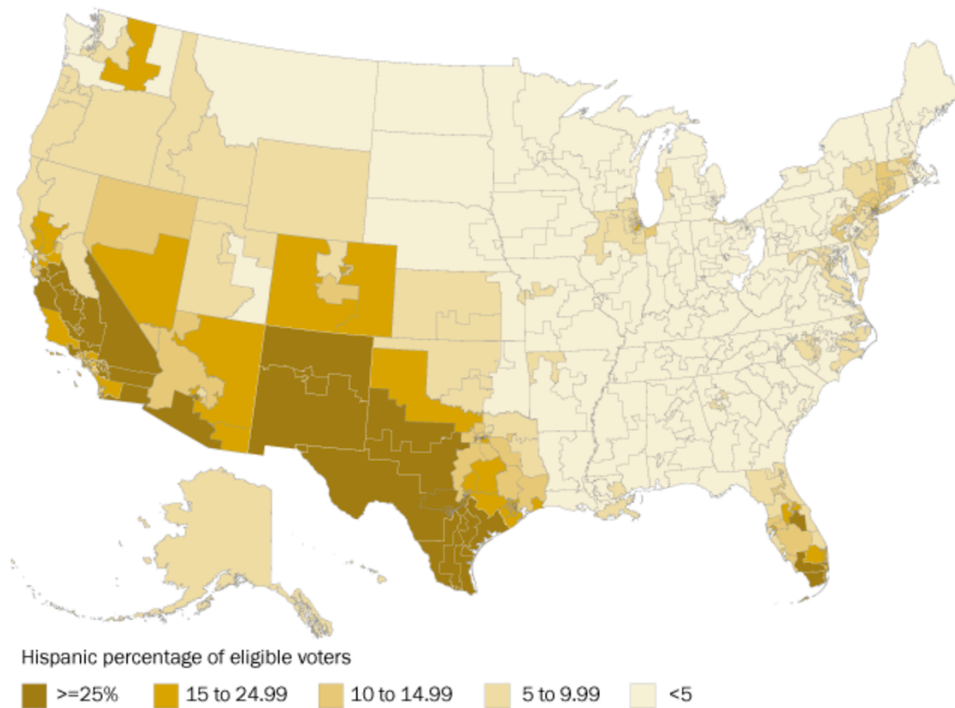 Hispanic percentage of eligible voters
>=25% 15 to 24.99 10 to 14.99 5 to 9.99 <5